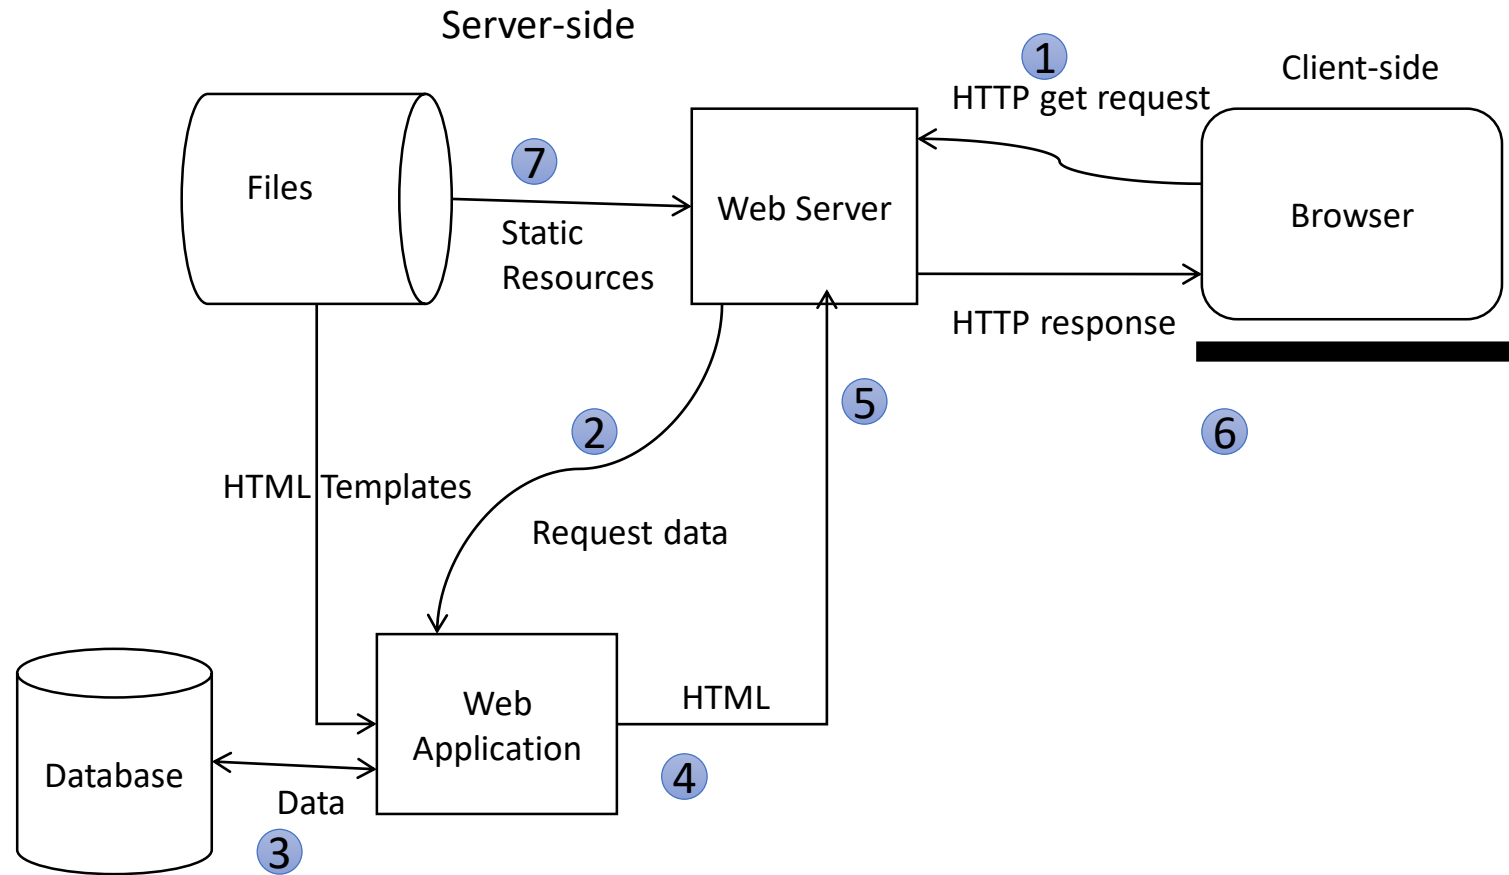 Server-side
1
Client-side
HTTP get request
7
Files
Web Server
Browser
Static
Resources
HTTP response
5
2
6
HTML Templates
Request data
HTML
Web
Application
Database
4
Data
3